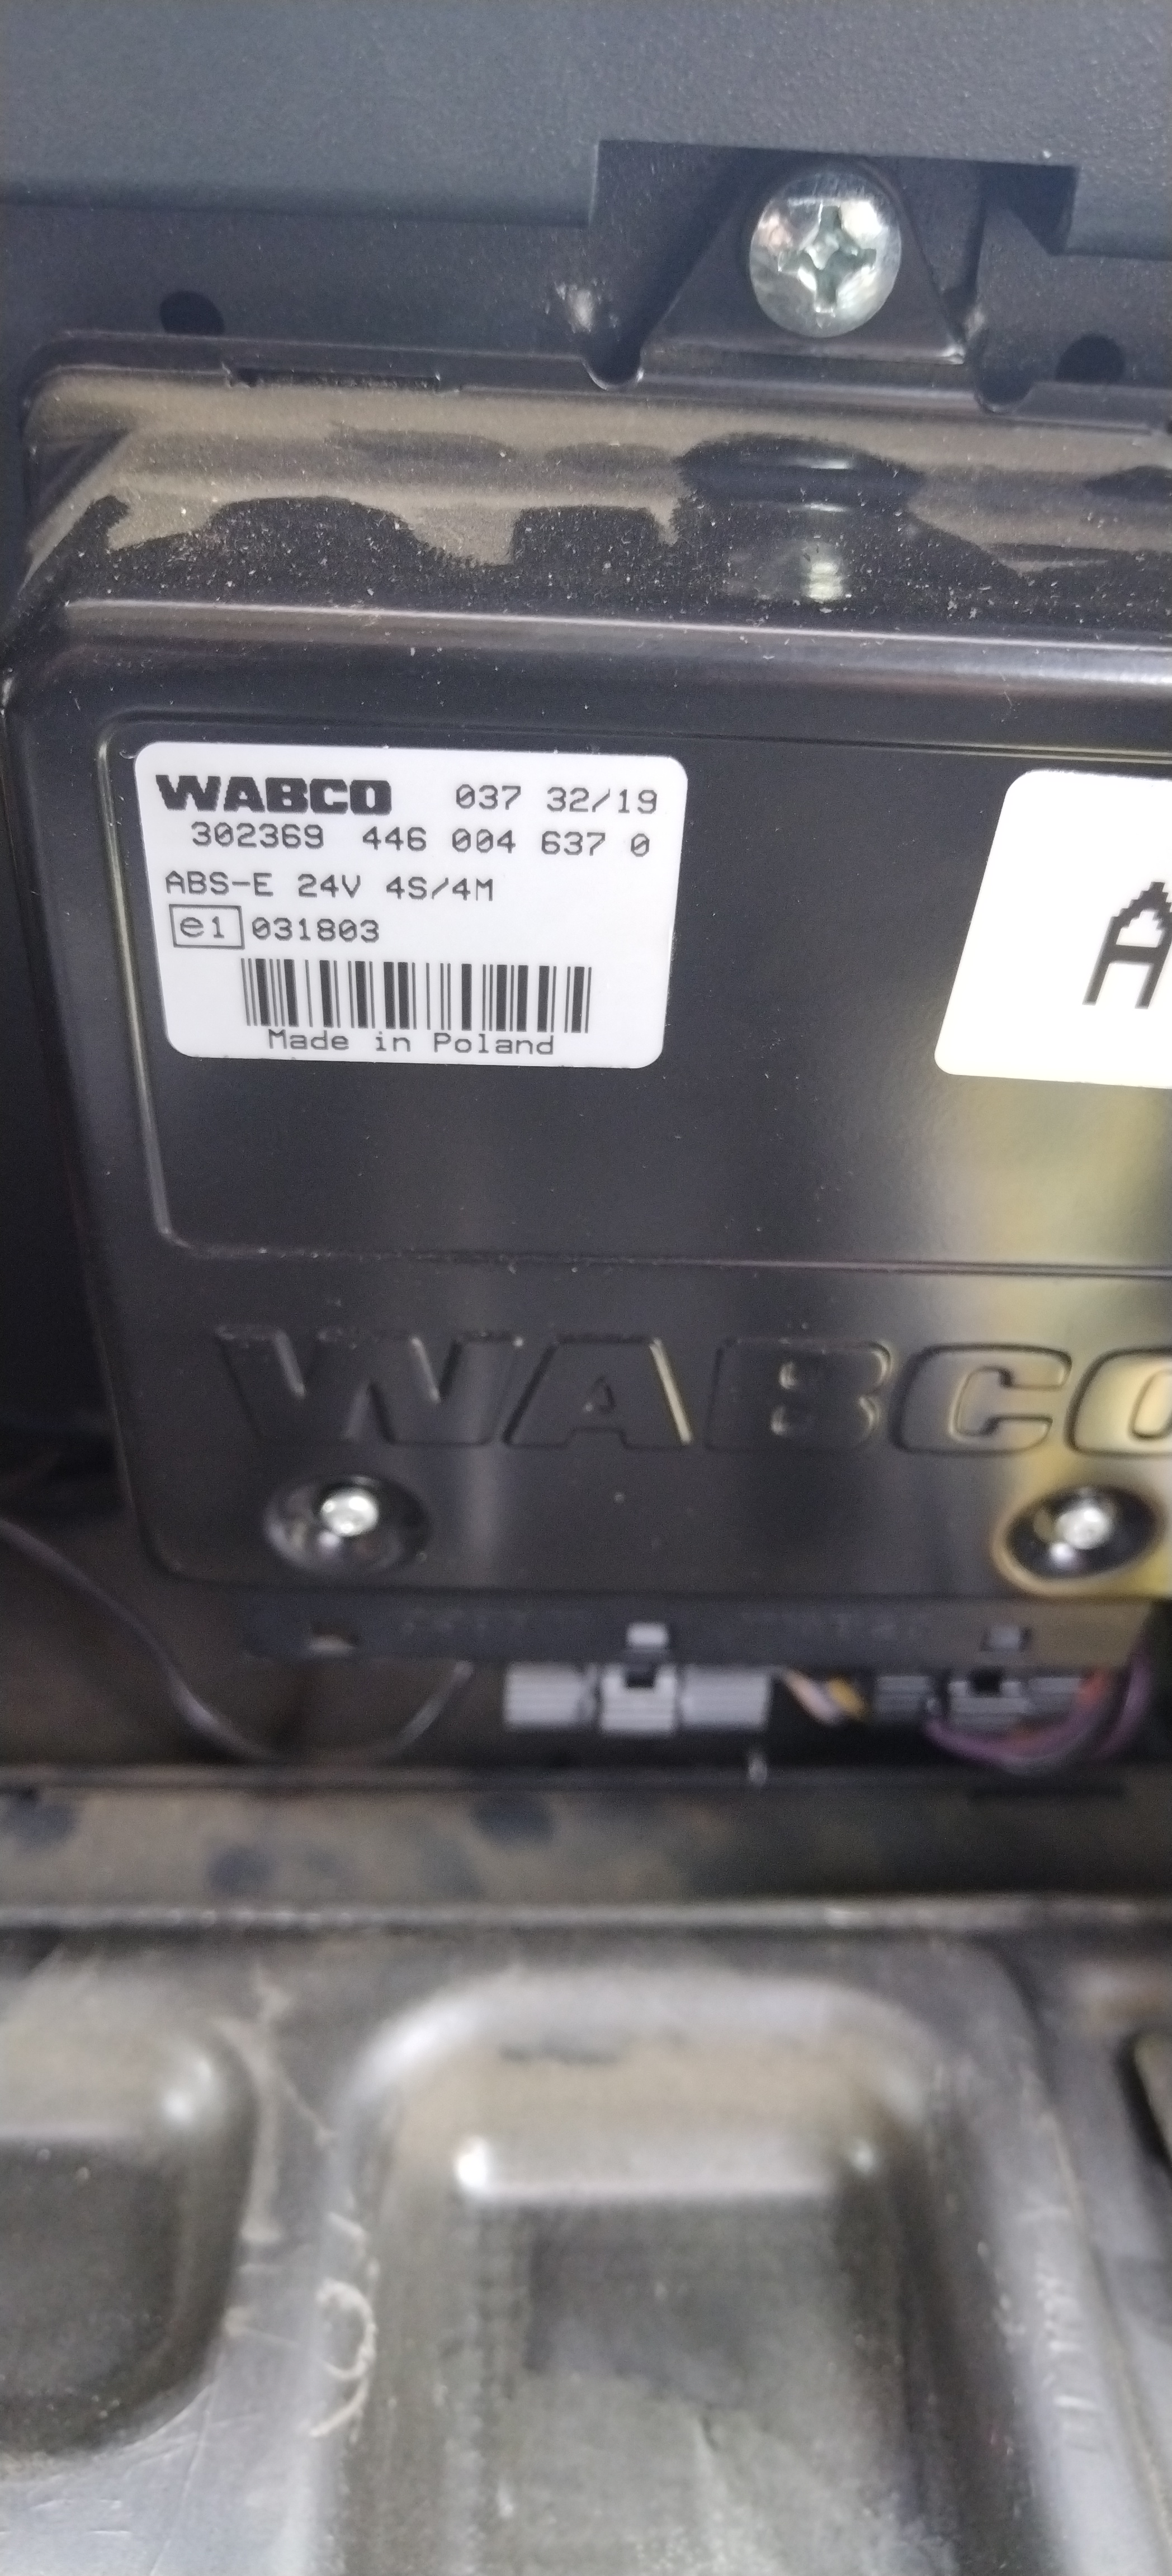 WABCO 037 32/19
302369 446 004 637 0
ABS-E 24V 4S/4M
e1 031803
Made in Poland
A
WABCO